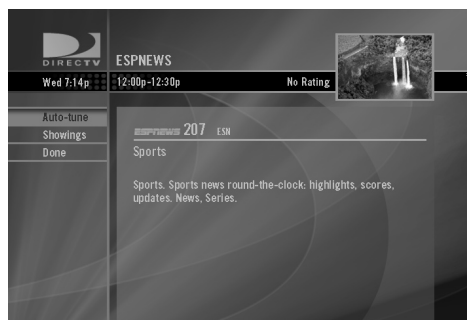 DIRECTV
ESPNEWS
Wed 7:14p 12:00p-12:30p No Rating
Auto-tune
Showings
Done
ESPNEWS 207 ESN
Sports
Sports. Sports news round-the-clock: highlights, scores,
updates. News, Series.